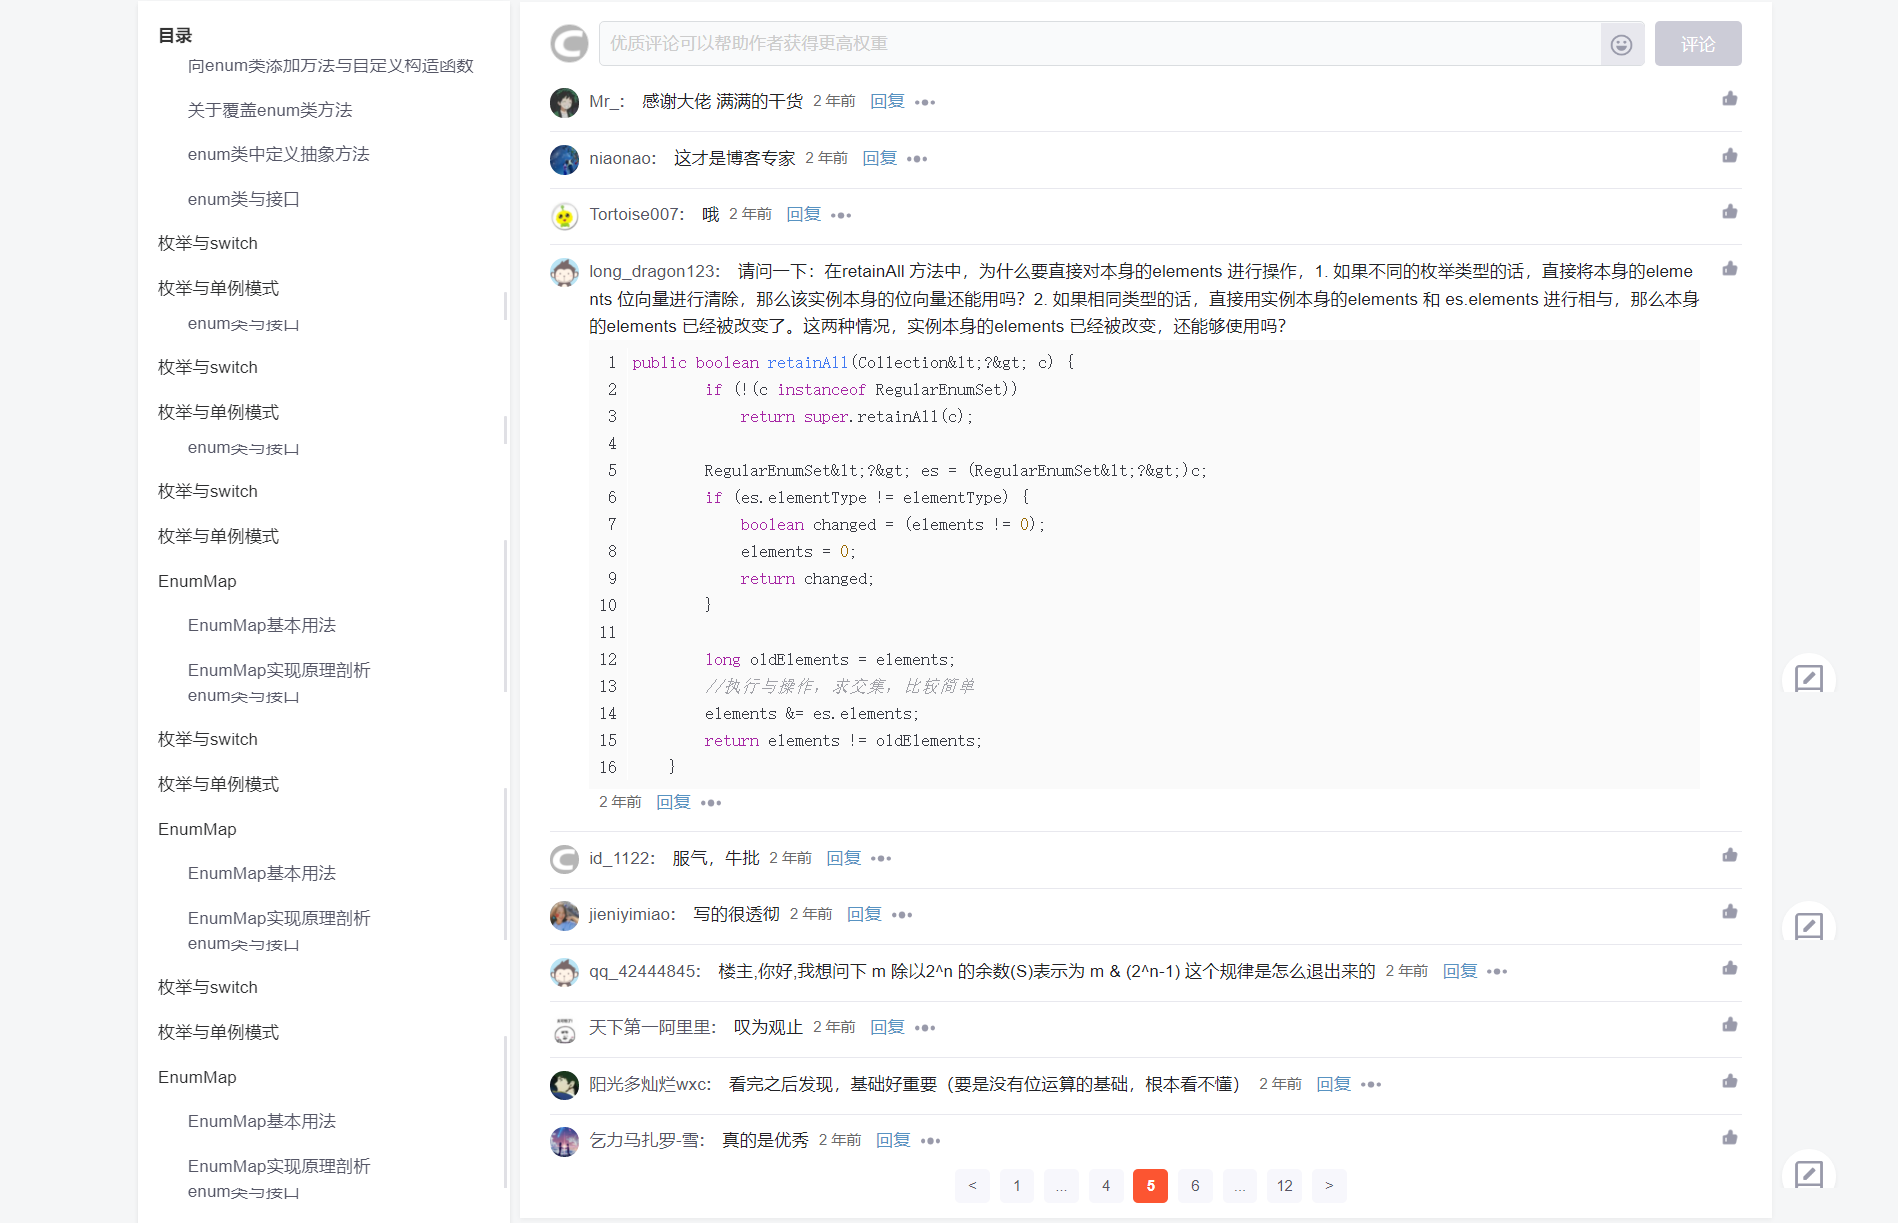 目录
向enum类添加方法与自定义构造函数
关于覆盖enum类方法
enum类中定义抽象方法
enum类与接口
枚举与switch
枚举与单例模式
enum类与接口
枚举与switch
枚举与单例模式
enum类与接口
枚举与switch
枚举与单例模式
EnumMap
EnumMap基本用法
EnumMap实现原理剖析
enum类与接口
枚举与switch
枚举与单例模式
EnumMap
EnumMap基本用法
EnumMap实现原理剖析
enum类与接口
枚举与switch
枚举与单例模式
EnumMap
EnumMap基本用法
EnumMap实现原理剖析
enum类与接口
优质评论可以帮助作者获得更高权重
评论
Mr_： 感谢大佬 满满的干货 2 年前 回复
niaonao： 这才是博客专家 2 年前 回复
Tortoise007： 哦 2 年前 回复
long_dragon123： 请问一下：在retainAll 方法中，为什么要直接对本身的elements 进行操作，1. 如果不同的枚举类型的话，直接将本身的eleme
nts 位向量进行清除，那么该实例本身的位向量还能用吗？2. 如果相同类型的话，直接用实例本身的elements 和 es.elements 进行相与，那么本身
的elements 已经被改变了。这两种情况，实例本身的elements 已经被改变，还能够使用吗？
1 public boolean retainAll(Collection&lt;?&gt; c) {
2 if (!(c instanceof RegularEnumSet))
3 return super.retainAll(c);
4
5 RegularEnumSet&lt;?&gt; es = (RegularEnumSet&lt;?&gt;)c;
6 if (es.elementType != elementType) {
7 boolean changed = (elements != 0);
8 elements = 0;
9 return changed;
10 }
11
12 long oldElements = elements;
13 //执行与操作，求交集，比较简单
14 elements &= es.elements;
15 return elements != oldElements;
16 }
2 年前 回复
id_1122： 服气，牛批 2 年前 回复
jieniyimiao： 写的很透彻 2 年前 回复
qq_42444845： 楼主,你好,我想问下 m 除以2^n 的余数(S)表示为 m & (2^n-1) 这个规律是怎么退出来的 2 年前 回复
天下第一阿里里： 叹为观止 2 年前 回复
阳光多灿烂wxc： 看完之后发现，基础好重要（要是没有位运算的基础，根本看不懂） 2 年前 回复
乞力马扎罗-雪： 真的是优秀 2 年前 回复
< 1 ... 4 5 6 ... 12 >